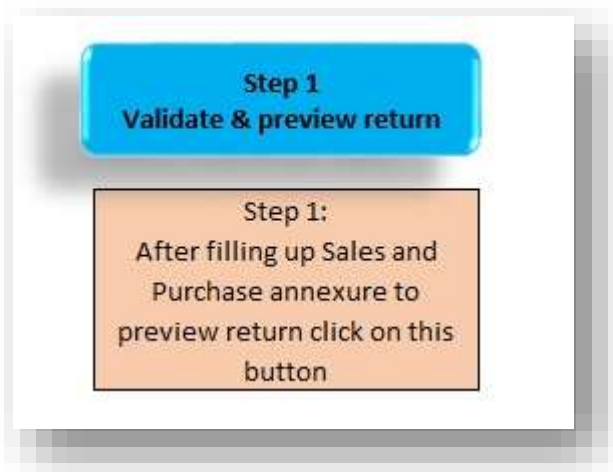 Step 1
Validate & preview return
Step 1:
After filling up Sales and
Purchase annexure to
preview return click on this
button